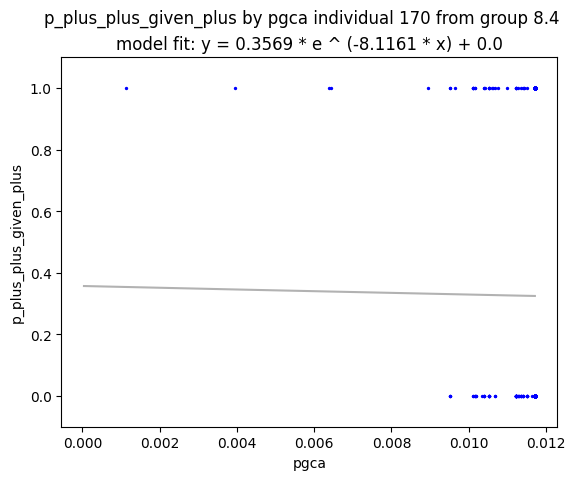 p_plus_plus_given_plus by pgca individual 170 from group 8.4
model fit: y = 0.3569 * e ^ (-8.1161 * x) + 0.0
1.0
0.8
0.6
0.4
0.2
0.0
p_plus_plus_given_plus
0.000 0.002 0.004 0.006 0.008 0.010 0.012
pgca